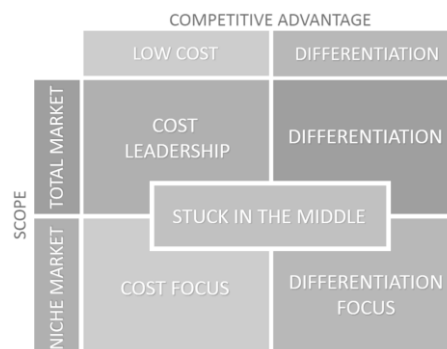 COMPETITIVE ADVANTAGE
LOW COST
DIFFERENTIATION
SCOPE
TOTAL MARKET
COST
LEADERSHIP
DIFFERENTIATION
STUCK IN THE MIDDLE
NICHE MARKET
COST FOCUS
DIFFERENTIATION
FOCUS